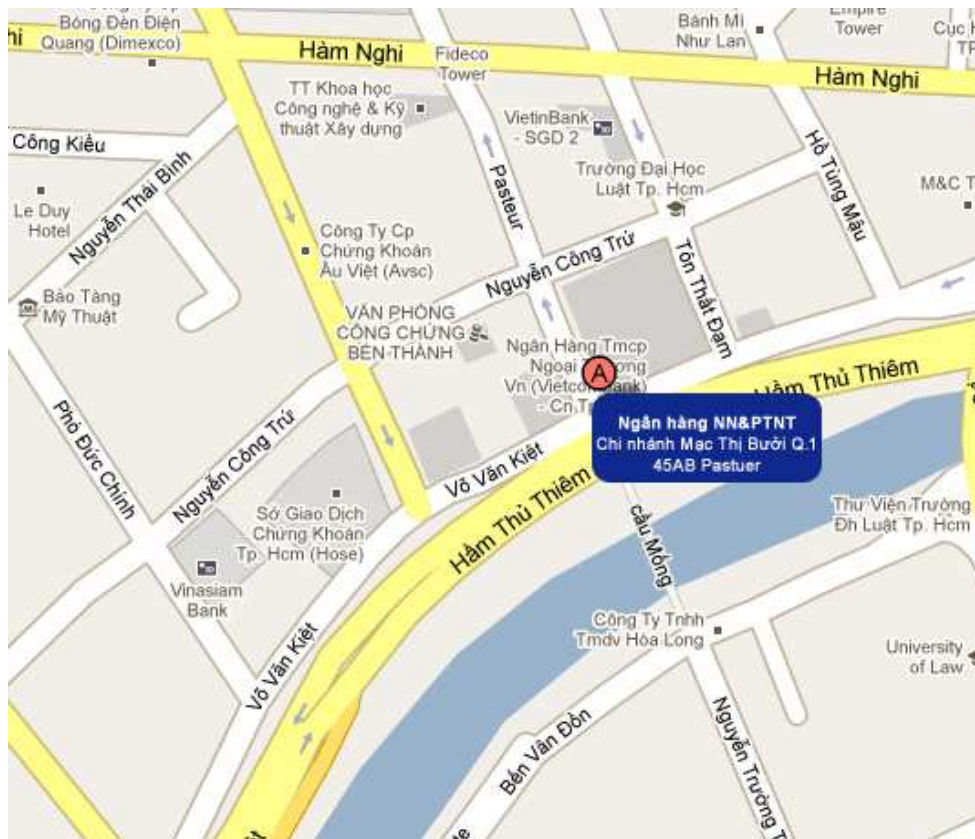 Bóng Đèn Điện
Quang (Dimexco)
Hàm Nghi
Fideco
Tower
Bánh Mì
Như Lan
Empire
Tower
Hàm Nghi
TT Khoa học
Công nghệ & Kỹ
thuật Xây dựng
VietinBank
- SGD 2
Công Kiều
Nguyễn Thái Bình
Pasteur
Trường Đại Học
Luật Tp. Hcm
Hồ Tùng Mậu
Le Duy
Hotel
Công Ty Cp
Chứng Khoán
Âu Việt (Avsc)
Nguyễn Công Trứ
Tôn Thất Đạm
Bảo Tàng
Mỹ Thuật
VĂN PHÒNG
CÔNG CHỨNG
BẾN THÀNH
Ngân Hàng Tmcp
Ngoại
Vn
A
Hầm Thủ Thiêm
Ngân hàng NN&PTNT
Chi nhánh Mạc Thị Bưởi Q.1
45AB Pastuer
Phó Đức Chính
Nguyễn Công Trứ
Võ Văn Kiệt
Hầm Thủ Thiêm
Sở Giao Dịch
Chứng Khoán
Tp. Hcm (Hose)
Thư Viện Trường
Đh Luật Tp. Hcm
cầu Mống
Vinasiam
Bank
Công Ty Tnhh
Tmdv Hòa Long
University
of Law
Võ Văn Kiệt
Bến Vân Đồn
Nguyễn Trường